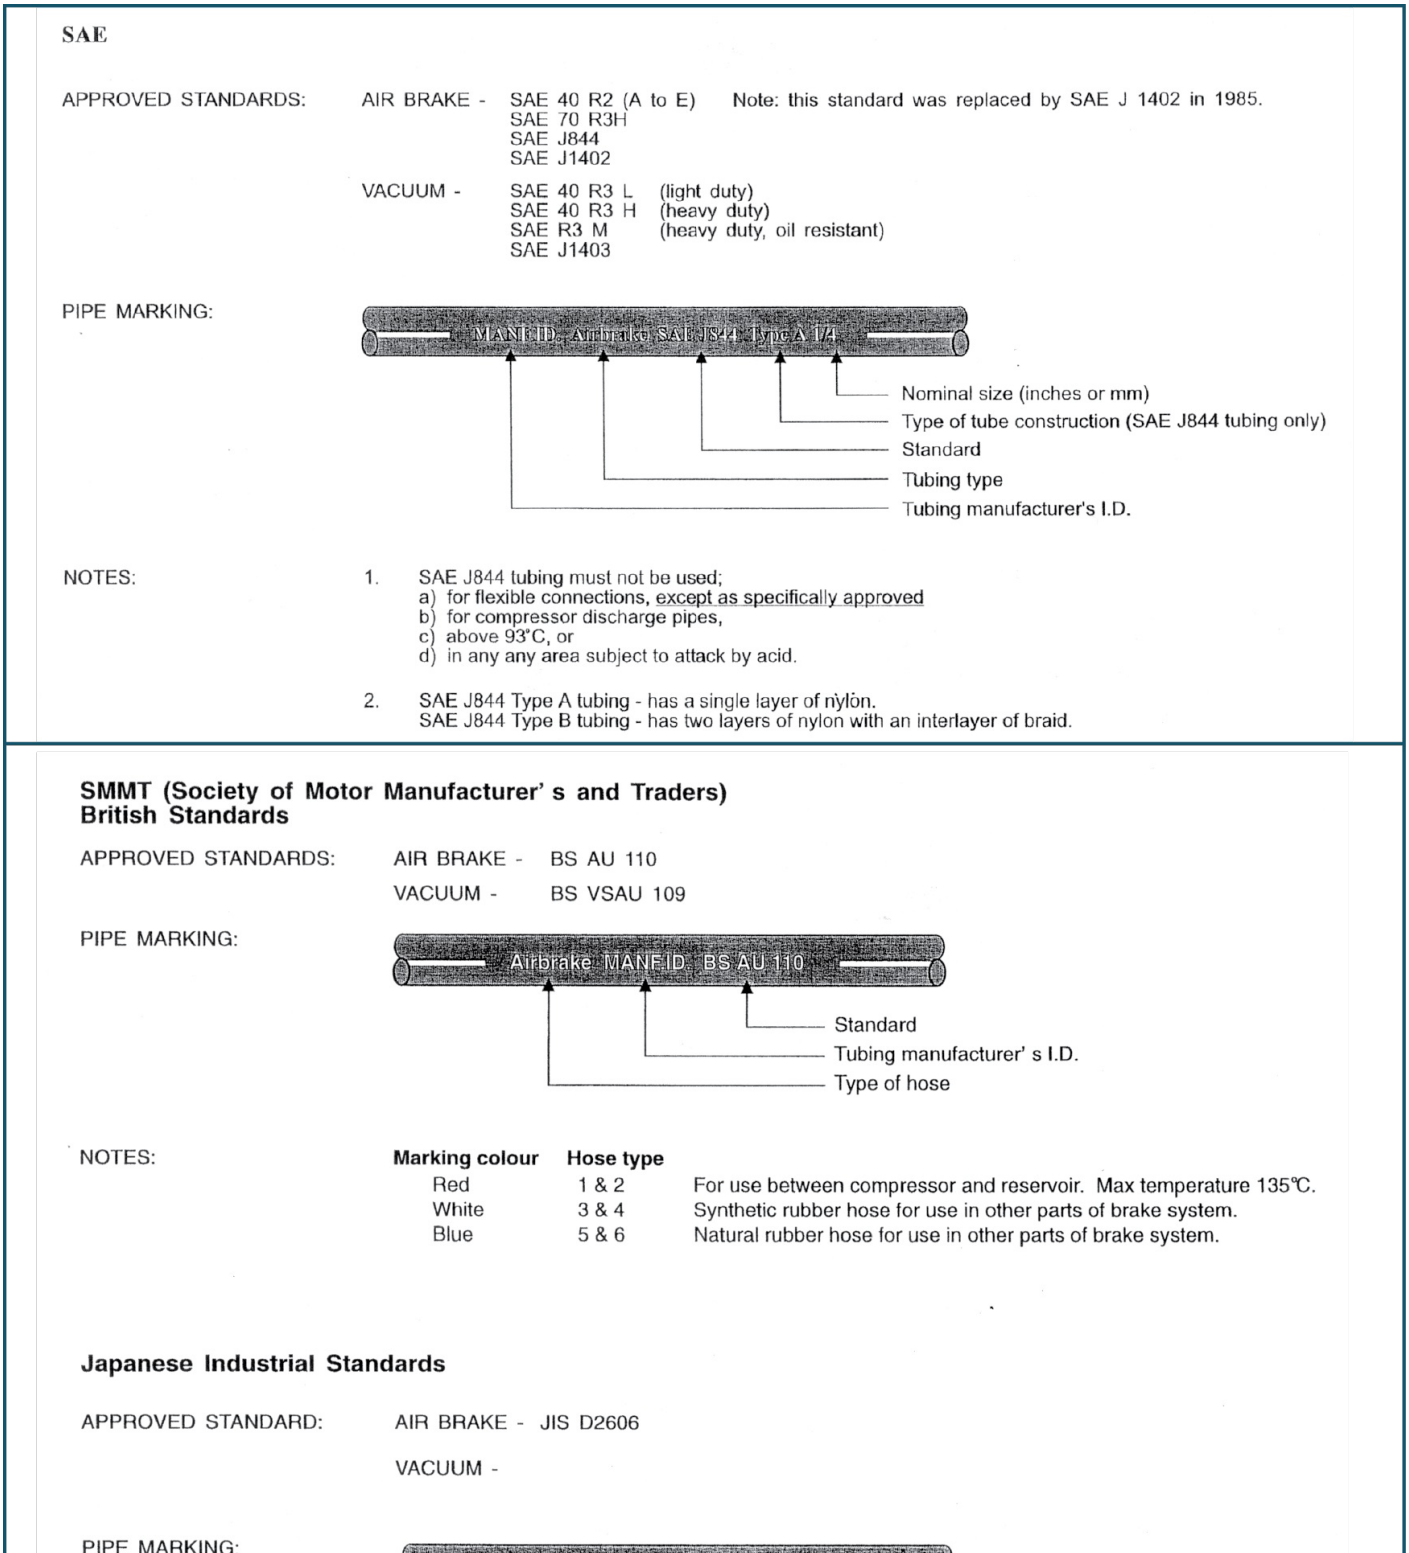 SAE
APPROVED STANDARDS: AIR BRAKE - SAE 40 R2 (A to E) Note: this standard was replaced by SAE J 1402 in 1985.
SAE 70 R3H
SAE J844
SAE J1402
VACUUM - SAE 40 R3 L (light duty)
SAE 40 R3 H (heavy duty)
SAE R3 M (heavy duty, oil resistant)
SAE J1403
PIPE MARKING:
MANF.ID. Airbrake SAE J844 Type A 1/4
Nominal size (inches or mm)
Type of tube construction (SAE J844 tubing only)
Standard
Tubing type
Tubing manufacturer's I.D.
NOTES: 1. SAE J844 tubing must not be used;
a) for flexible connections, except as specifically approved
b) for compressor discharge pipes,
c) above 93°C, or
d) in any any area subject to attack by acid.
2. SAE J844 Type A tubing - has a single layer of nylon.
SAE J844 Type B tubing - has two layers of nylon with an interlayer of braid.
SMMT (Society of Motor Manufacturer' s and Traders)
British Standards
APPROVED STANDARDS: AIR BRAKE - BS AU 110
VACUUM - BS VSAU 109
PIPE MARKING:
Airbrake MANF.ID. BS AU 110
Standard
Tubing manufacturer' s I.D.
Type of hose
NOTES: Marking colour Hose type
Red 1 & 2 For use between compressor and reservoir. Max temperature 135°C.
White 3 & 4 Synthetic rubber hose for use in other parts of brake system.
Blue 5 & 6 Natural rubber hose for use in other parts of brake system.
Japanese Industrial Standards
APPROVED STANDARD: AIR BRAKE - JIS D2606
VACUUM -
PIPE MARKING: